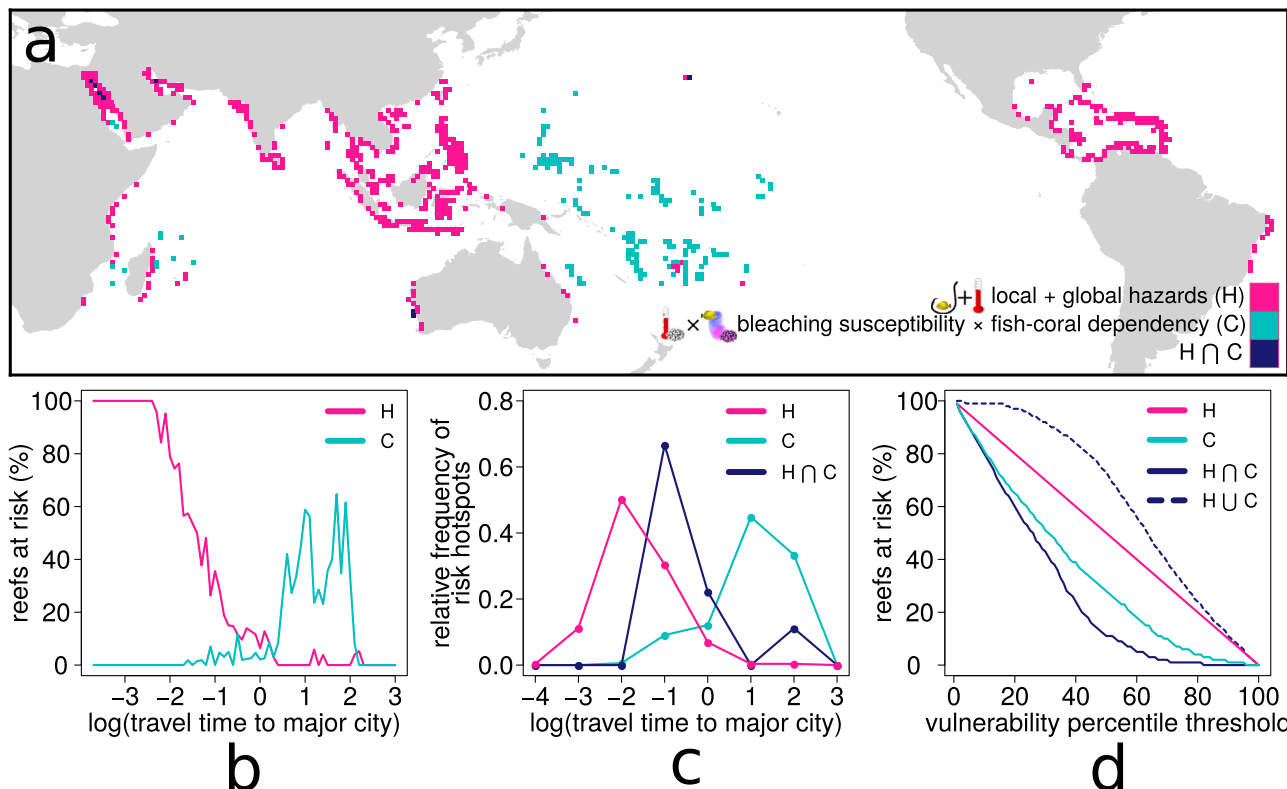 a
+ local + global hazards (H)
× bleaching susceptibility × fish-coral dependency (C)
H ⋂ C
reefs at risk (%)
100
80
60
40
20
0
H
C
−3 −2 −1 0 1 2 3
log(travel time to major city)
b
relative frequency of
risk hotspots
0.8
0.6
0.4
0.2
0.0
H
C
H ⋂ C
−4 −3 −2 −1 0 1 2 3
log(travel time to major city)
c
reefs at risk (%)
100
80
60
40
20
0
H
C
H ⋂ C
H ⋃ C
0 20 40 60 80 100
vulnerability percentile threshold
d